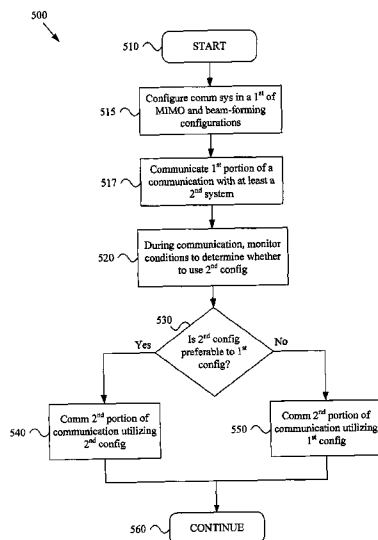 500
510
START
515
Configure comm sys in a 1st of
MIMO and beam-forming
configurations
517
Communicate 1st portion of a
communication with at least a
2nd system
520
During communication, monitor
conditions to determine whether
to use 2nd config
530
Yes
Is 2nd config
preferable to 1st
config?
No
540
Comm 2nd portion of
communication utilizing
2nd config
550
Comm 2nd portion of
communication utilizing
1st config
560
CONTINUE